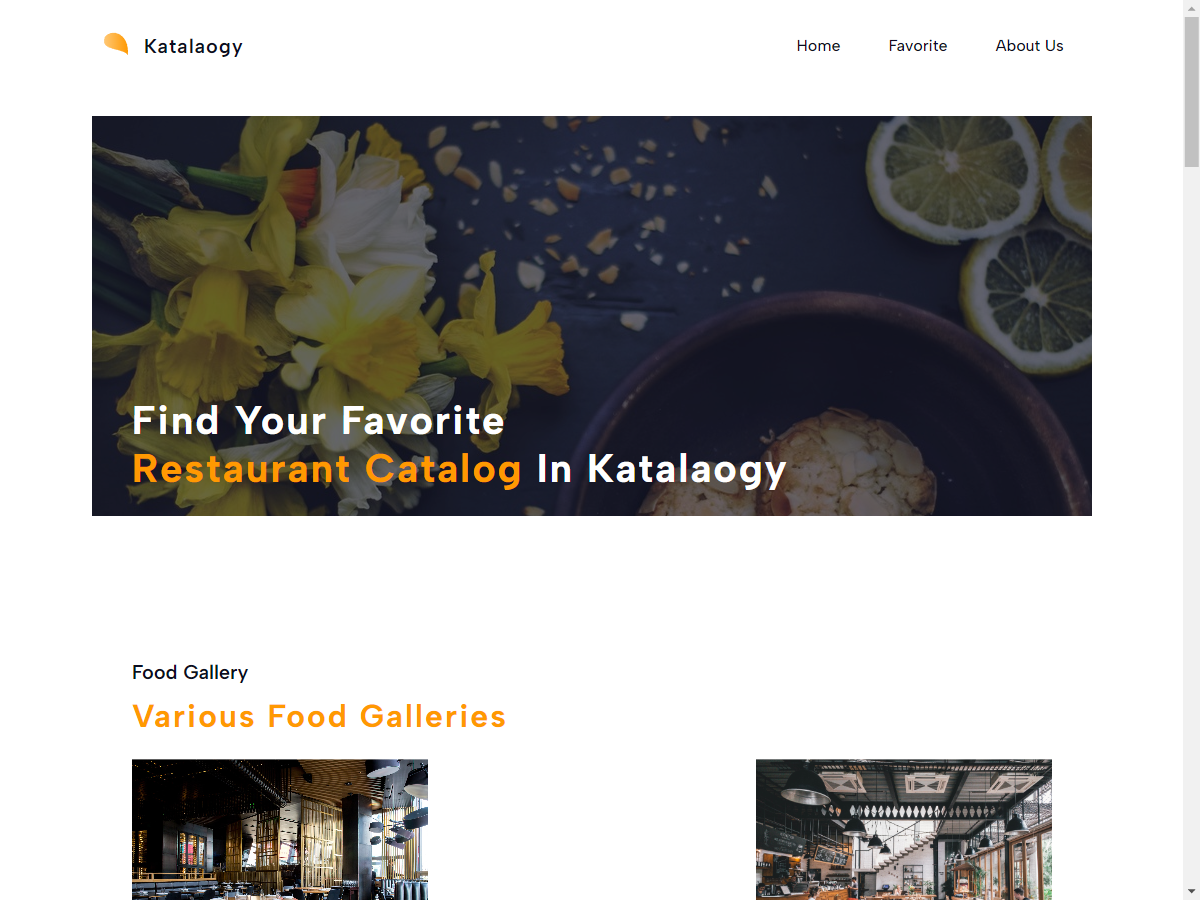 Katalaogy
Home
Favorite
About Us
Find Your Favorite
Restaurant Catalog In Katalaogy
Food Gallery
Various Food Galleries